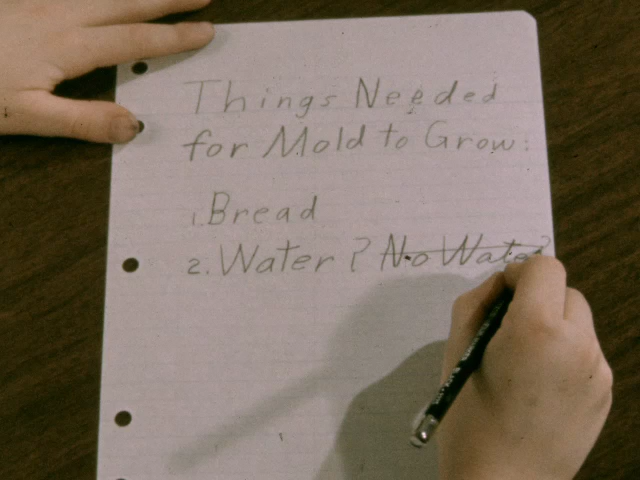 Things Needed
for Mold to Grow:
1. Bread
2. Water? No Water?